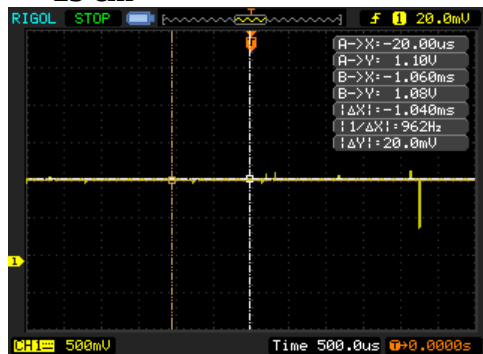 RIGOL STOP T f 1 20.0mV
T
A->X:-20.00us
A->Y: 1.10V
B->X:-1.060ms
B->Y: 1.08V
|ΔX|:-1.040ms
|1/ΔX|:962Hz
|ΔY|:20.0mV
1
CH1 500mV Time 500.0us T→0.0000s